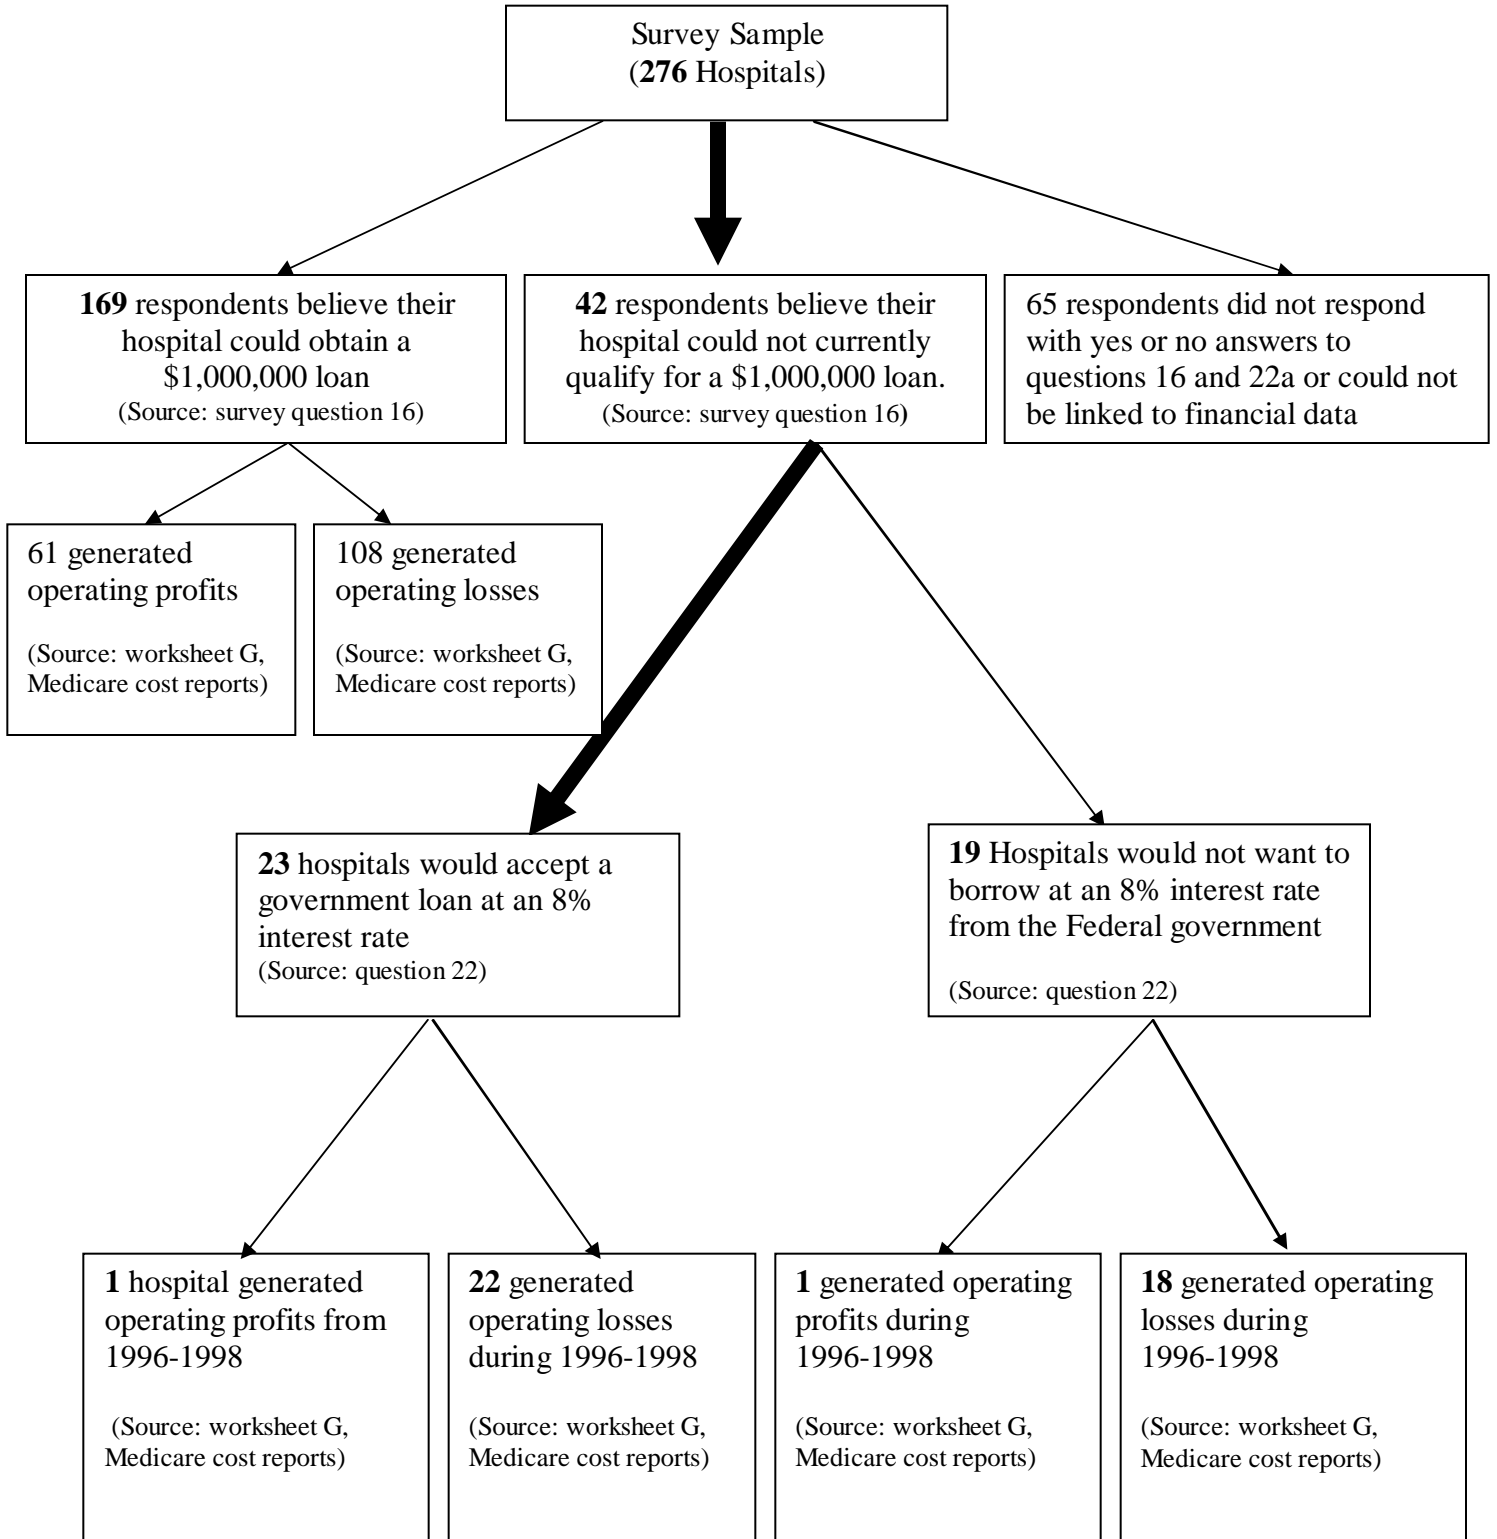 Survey Sample
(276 Hospitals)
169 respondents believe their
hospital could obtain a
$1,000,000 loan
(Source: survey question 16)
42 respondents believe their
hospital could not currently
qualify for a $1,000,000 loan.
(Source: survey question 16)
65 respondents did not respond
with yes or no answers to
questions 16 and 22a or could not
be linked to financial data
61 generated
operating profits
(Source: worksheet G,
Medicare cost reports)
108 generated
operating losses
(Source: worksheet G,
Medicare cost reports)
23 hospitals would accept a
government loan at an 8%
interest rate
(Source: question 22)
19 Hospitals would not want to
borrow at an 8% interest rate
from the Federal government
(Source: question 22)
1 hospital generated
operating profits from
1996-1998
(Source: worksheet G,
Medicare cost reports)
22 generated
operating losses
during 1996-1998
(Source: worksheet G,
Medicare cost reports)
1 generated operating
profits during
1996-1998
(Source: worksheet G,
Medicare cost reports)
18 generated operating
losses during
1996-1998
(Source: worksheet G,
Medicare cost reports)